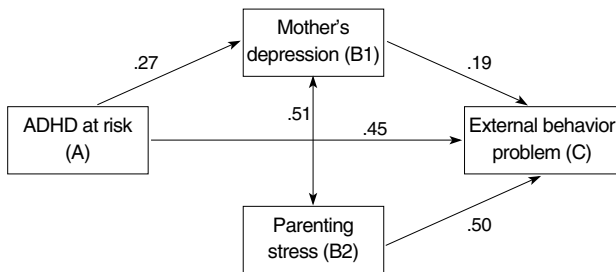 Mother's
depression (B1)
.27
.19
ADHD at risk
(A)
.51
.45
External behavior
problem (C)
Parenting
stress (B2)
.50